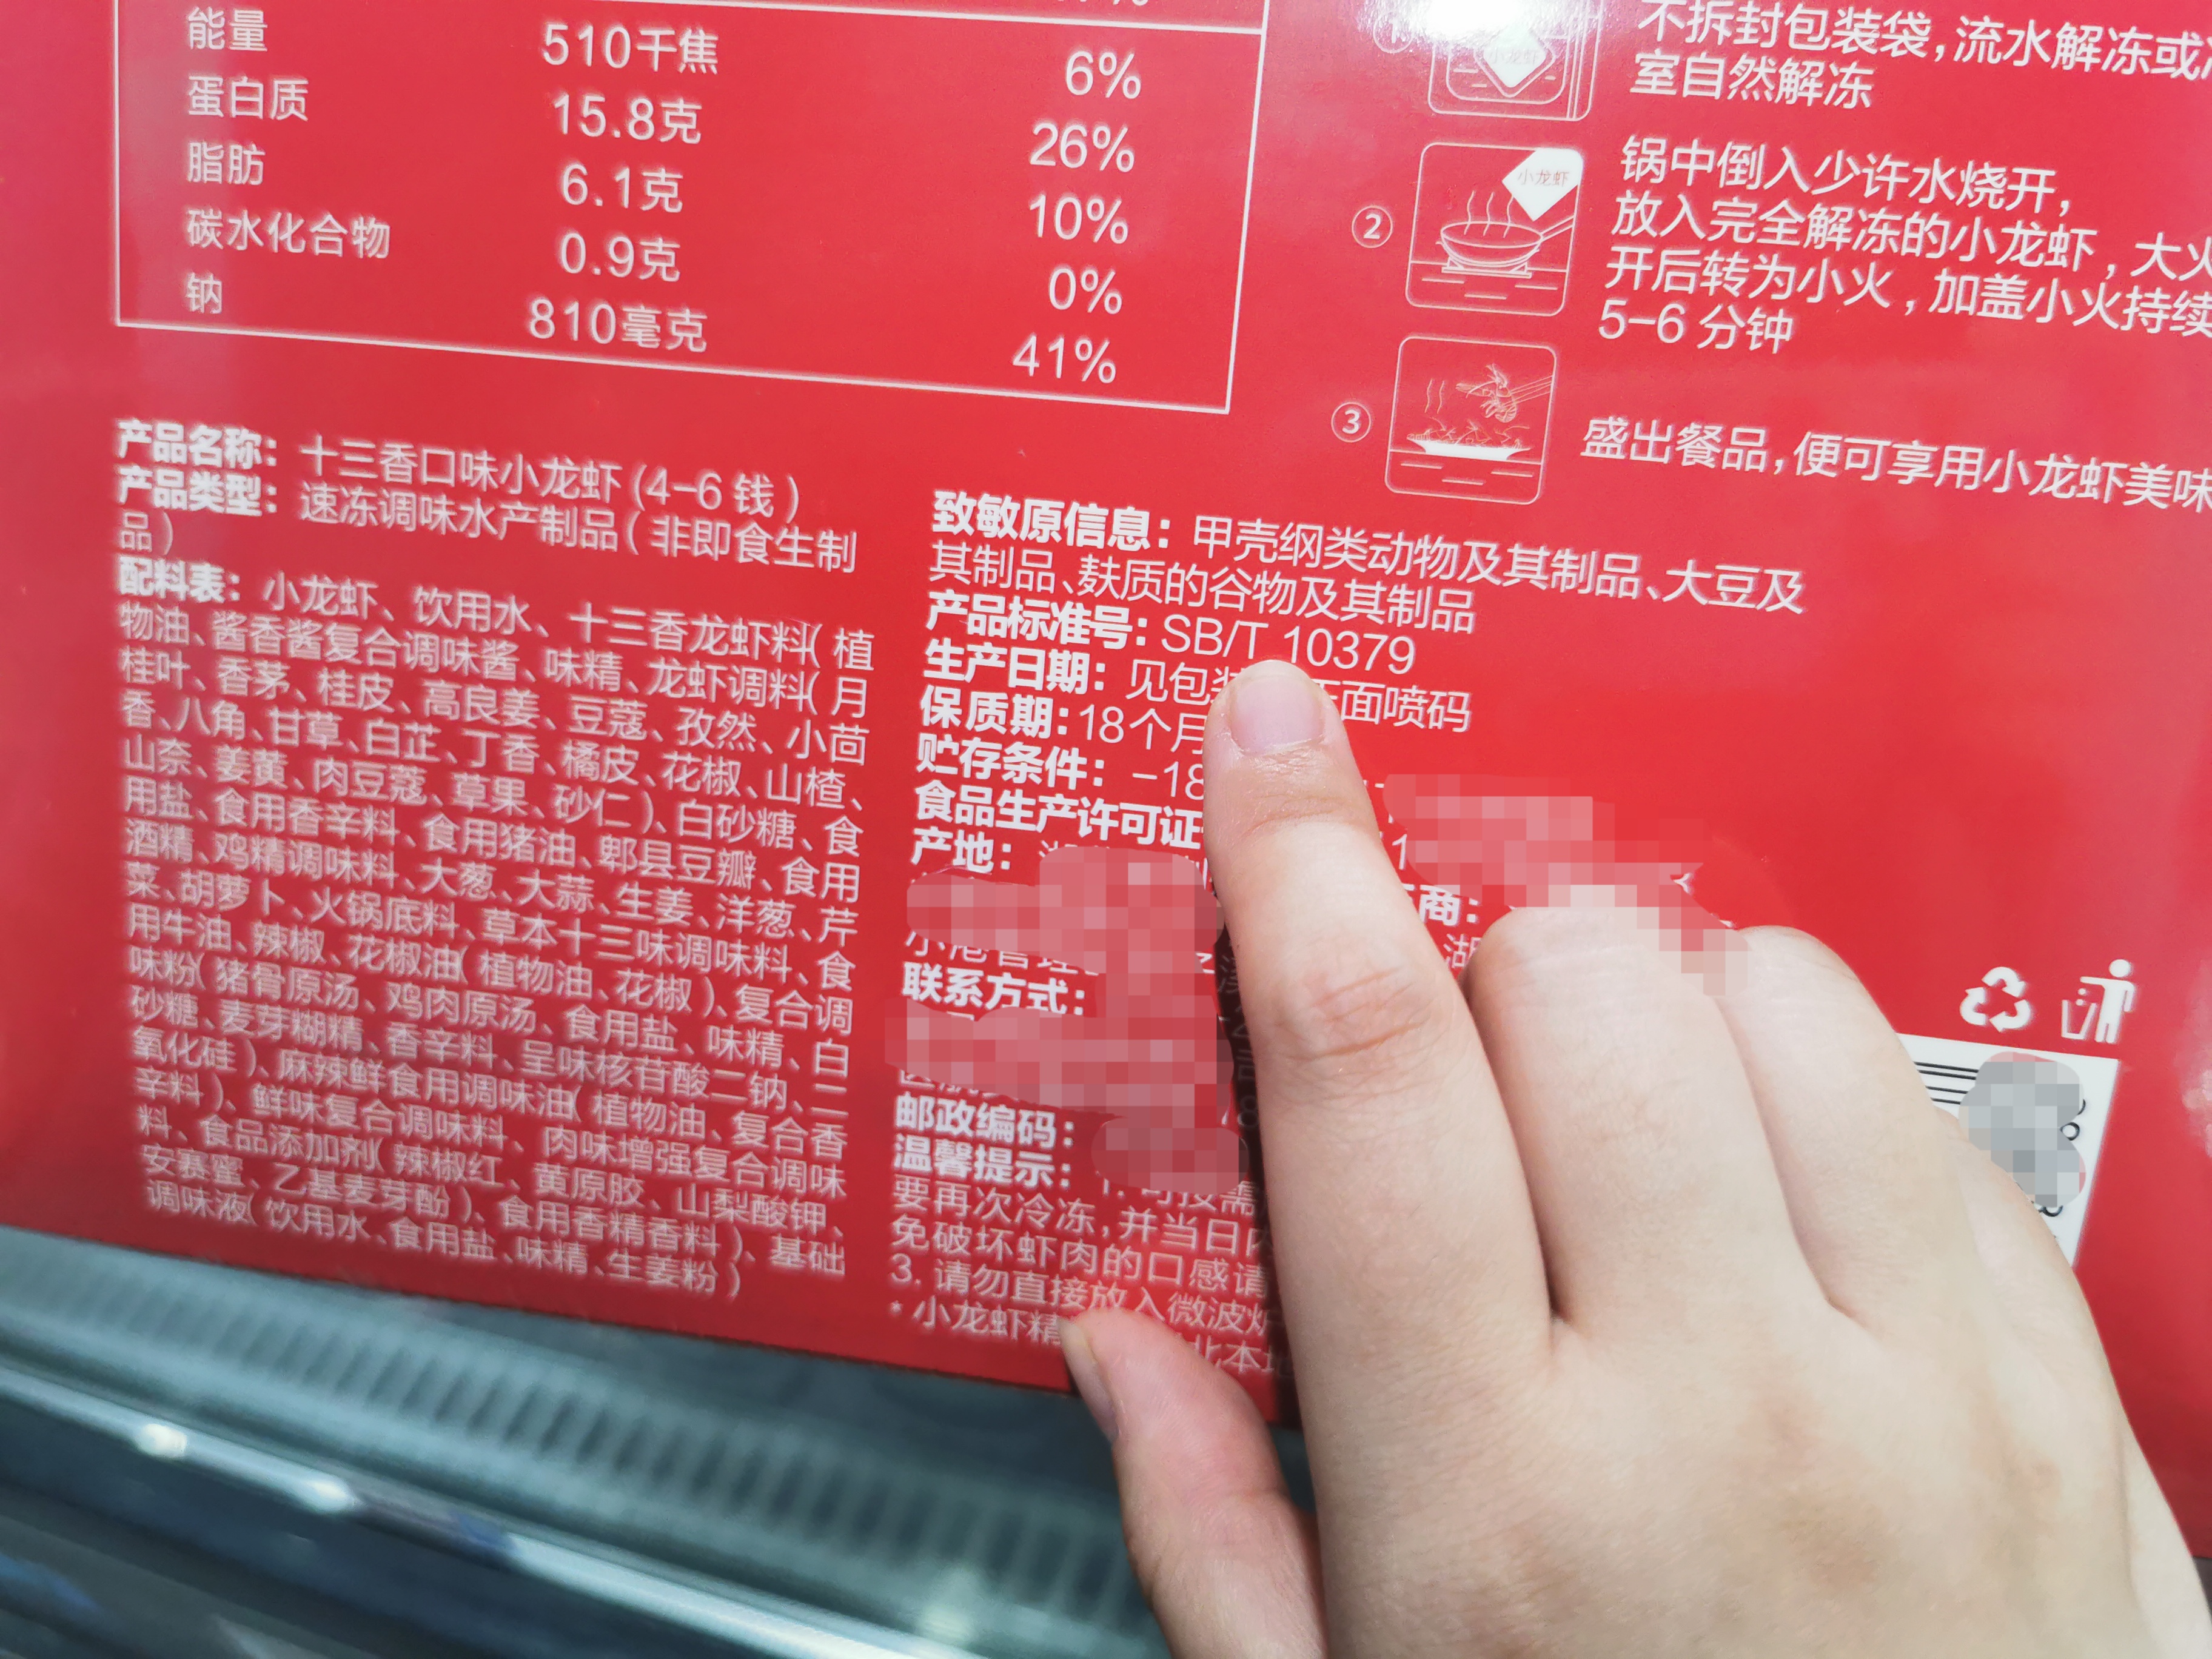 能量 510千焦 6%
蛋白质 15.8克 26%
脂肪 6.1克 10%
碳水化合物 0.9克 0%
钠 810毫克 41%
不拆封包装袋,流水解冻或
室自然解冻
小龙虾
②
小龙虾
锅中倒入少许水烧开,
放入完全解冻的小龙虾,大火
开后转为小火,加盖小火持续
5-6分钟
③
盛出餐品,便可享用小龙虾美味
产品名称:十三香口味小龙虾(4-6钱)
产品类型:速冻调味水产制品(非即食生制
品)
配料表:小龙虾、饮用水、十三香龙虾料(植
物油、酱香酱复合调味酱、味精、龙虾调料(月
桂叶、香茅、桂皮、高良姜、豆蔻、孜然、小茴
香、八角、甘草、白芷、丁香、橘皮、花椒、山楂、
山奈、姜黄、肉豆蔻、草果、砂仁)、白砂糖、食
用盐、食用香辛料、食用猪油、郫县豆瓣、食用
酒精、鸡精调味料、大葱、大蒜、生姜、洋葱、芹
菜、胡萝卜、火锅底料、草本十三味调味料、食
用牛油、辣椒、花椒油(植物油、花椒)、复合调
味粉(猪骨原汤、鸡肉原汤、食用盐、味精、白
砂糖、麦芽糊精、香辛料、呈味核苷酸二钠、二
氧化硅)、麻辣鲜食用调味油(植物油、复合香
辛料)、鲜味复合调味料、肉味增强复合调味
料、食品添加剂(辣椒红、黄原胶、山梨酸钾、
安赛蜜、乙基麦芽酚)、食用香精香料)、基础
调味液(饮用水、食用盐、味精、生姜粉)
致敏原信息:甲壳纲类动物及其制品、大豆及
其制品、麸质的谷物及其制品
产品标准号:SB/T 10379
生产日期:见包 面喷码
保质期:18个月
贮存条件:-18
食品生产许可证
产地: 商:
联系方式:
邮政编码:
温馨提示:
要再次冷冻,并当日
免破坏虾肉的口感请
3.请勿直接放入微波炉
*小龙虾精
北本地